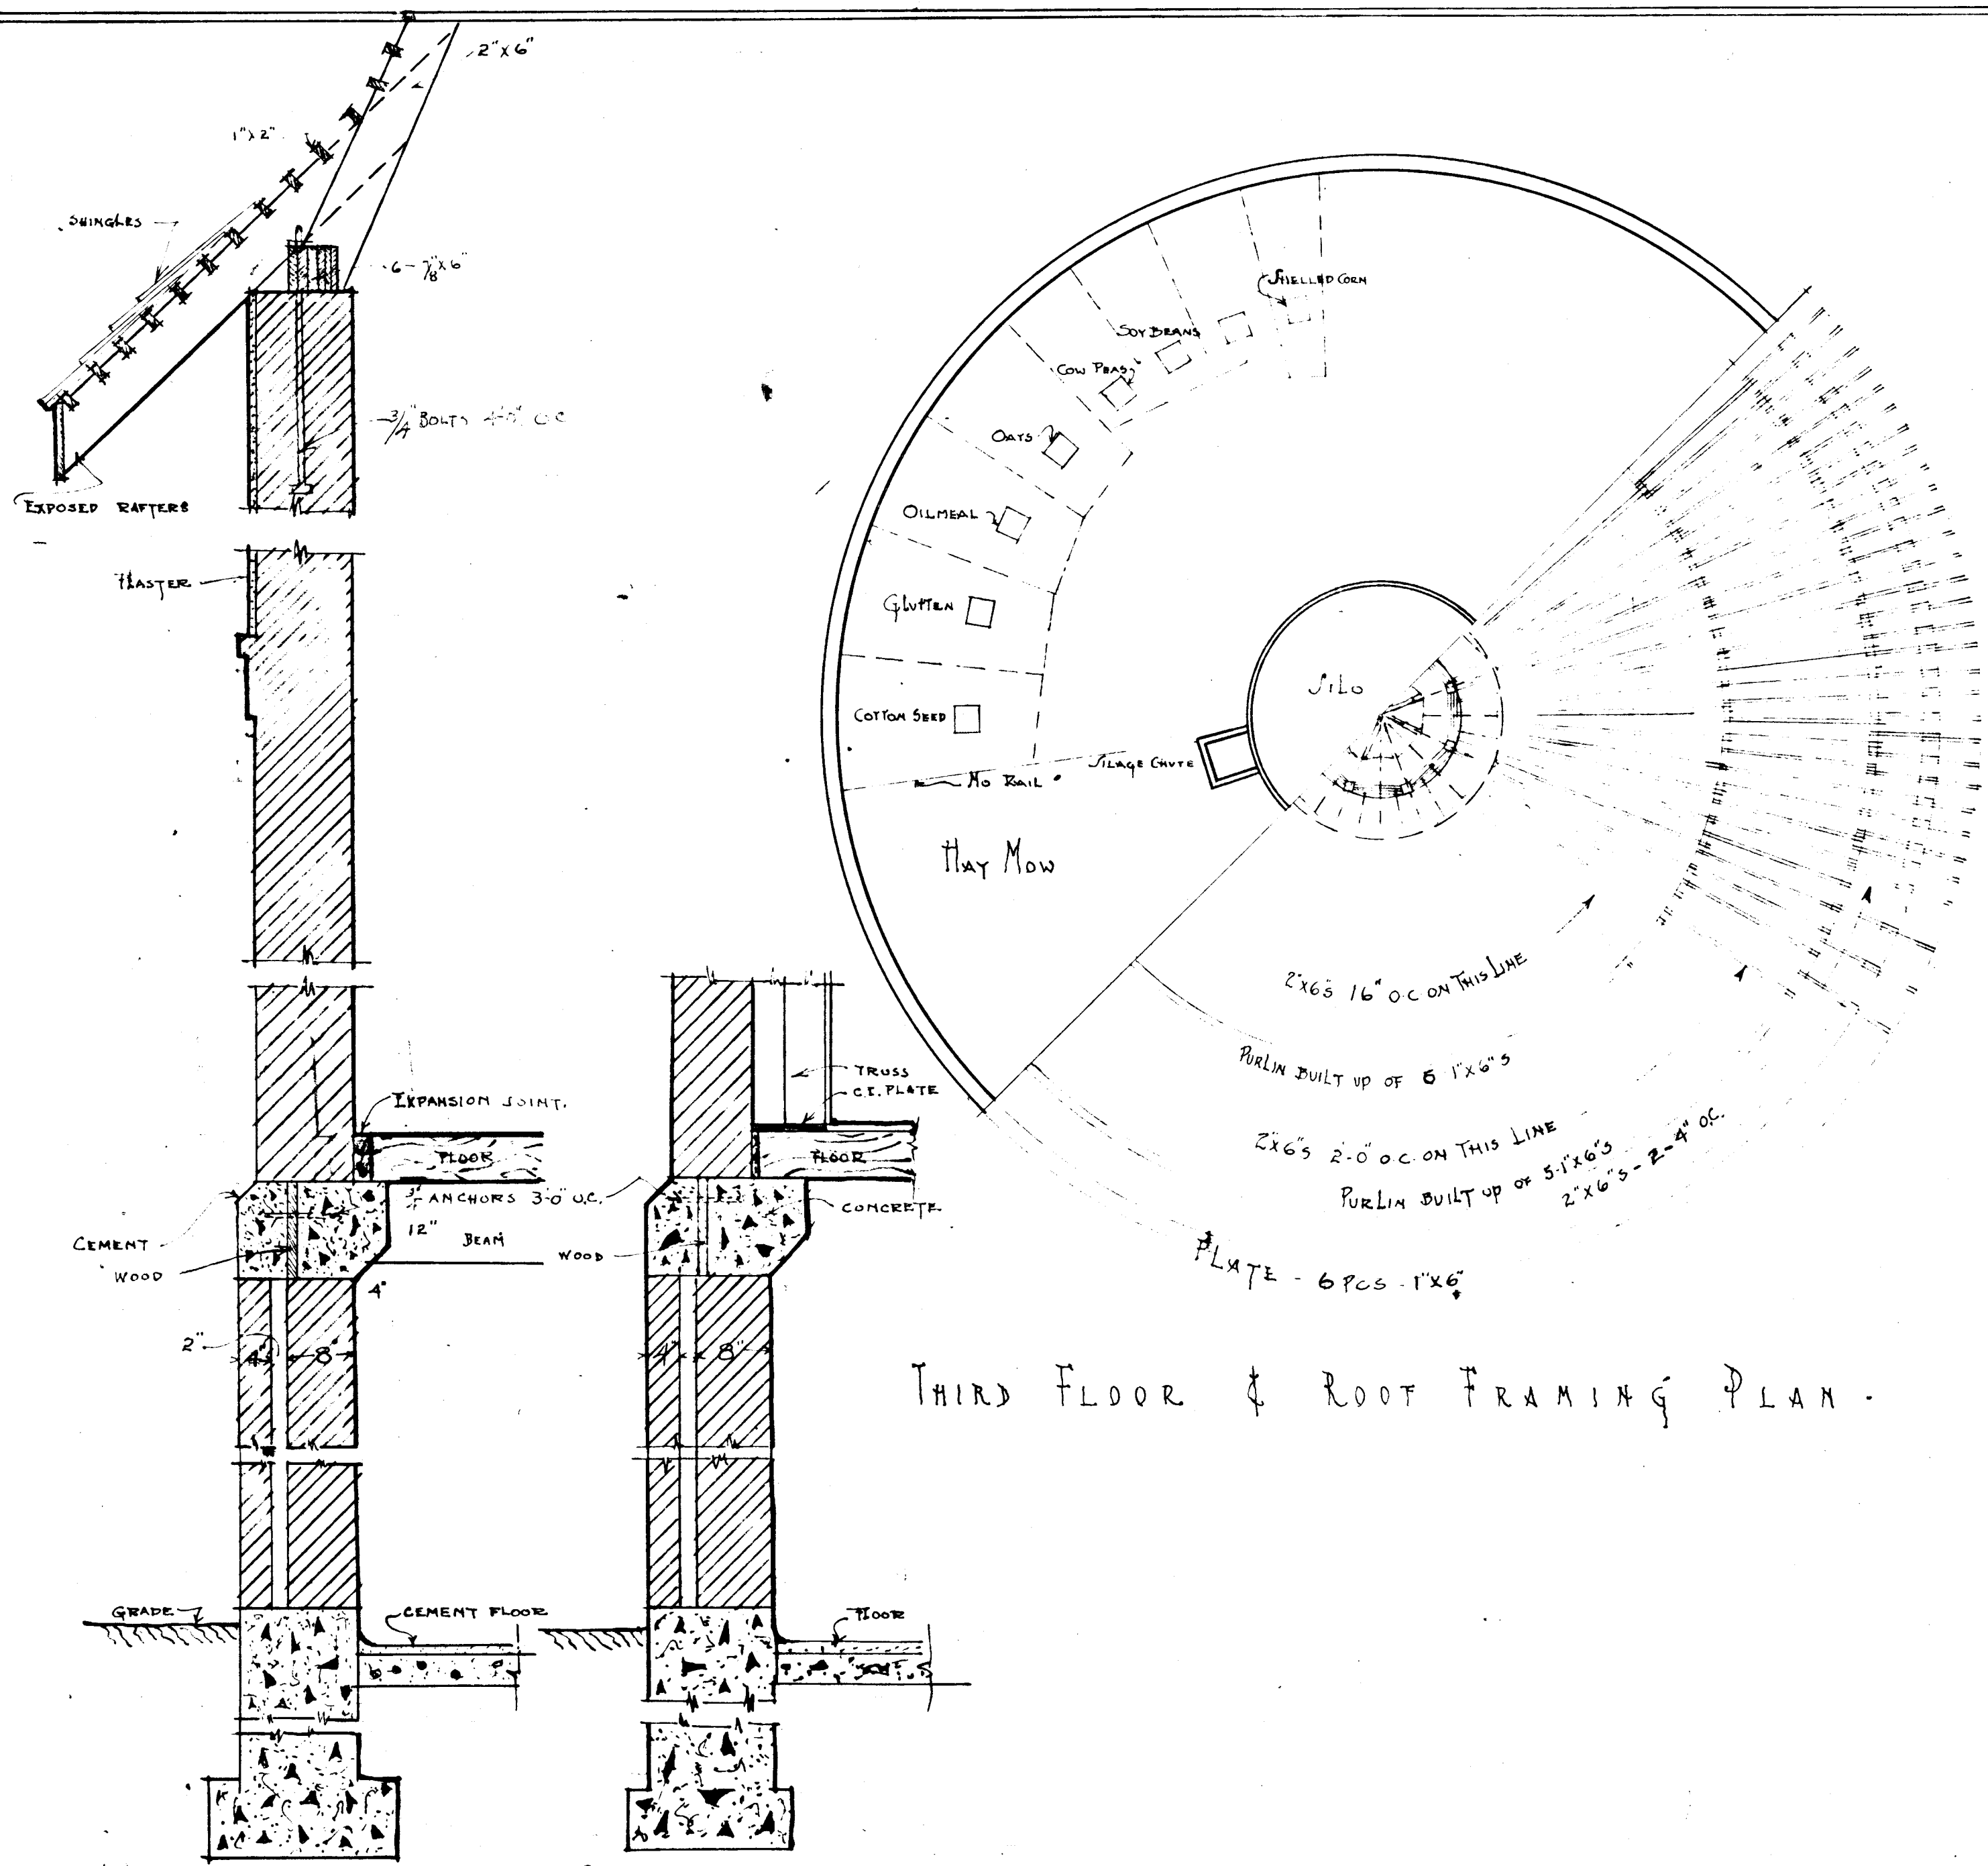 2" X 6"
1" X 2"
SHINGLES
6 - 7/8" X 6"
3/4" BOLTS 4'-0" O.C.
EXPOSED RAFTERS
PLASTER
EXPANSION JOINT.
FLOOR
3/4" ANCHORS 3'-0" O.C.
12"
BEAM
CEMENT
WOOD
4"
2"
4"
8"
GRADE
CEMENT FLOOR
TRUSS
C.I. PLATE
FLOOR
CONCRETE
WOOD
4"
8"
FLOOR
SHELLED CORN
SOY BEANS
COW PEAS
OATS
OILMEAL
GLUTTEN
COTTON SEED
SILO
SILAGE CHUTE
NO RAIL
HAY MOW
2"X6"S 16" O.C. ON THIS LINE
PURLIN BUILT UP OF 5 1"X6"S
2"X6"S 2'-0" O.C. ON THIS LINE
PURLIN BUILT UP OF 5-1"X6"S
2"X6"S - 2-4" O.C.
PLATE - 6 PCS - 1"X6"
THIRD FLOOR & ROOF FRAMING PLAN.